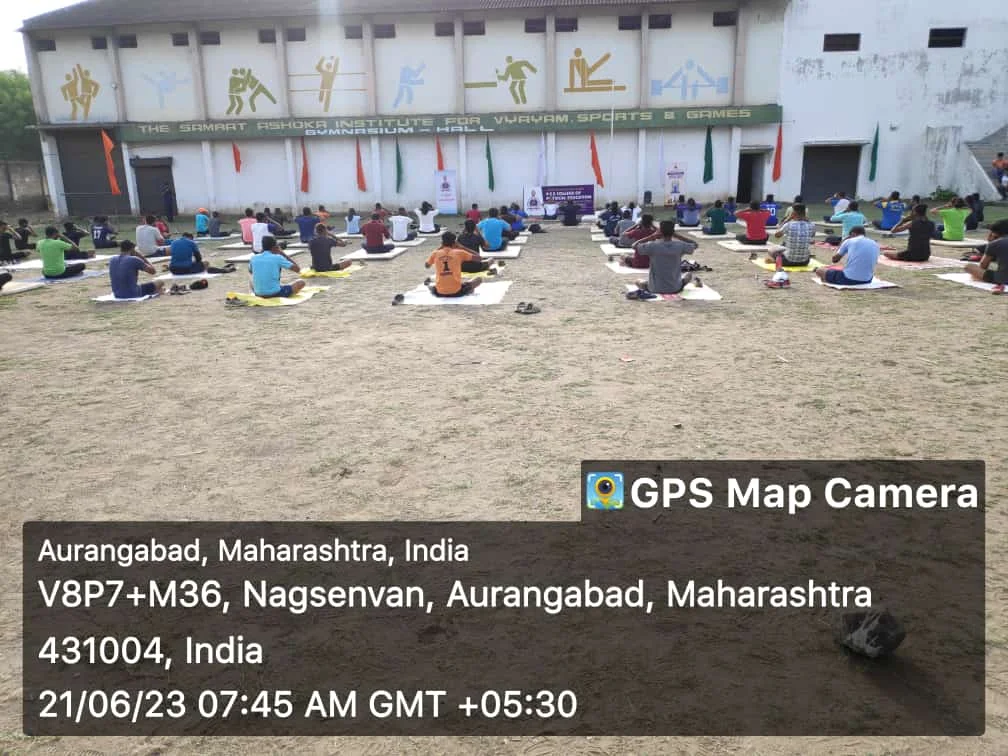 THE SAMRAT ASHOKA INSTITUTE FOR VYAYAM, SPORTS & GAMES
GYMNASIUM - HALL
1
GPS Map Camera
Aurangabad, Maharashtra, India
V8P7+M36, Nagsenvan, Aurangabad, Maharashtra
431004, India
21/06/23 07:45 AM GMT +05:30